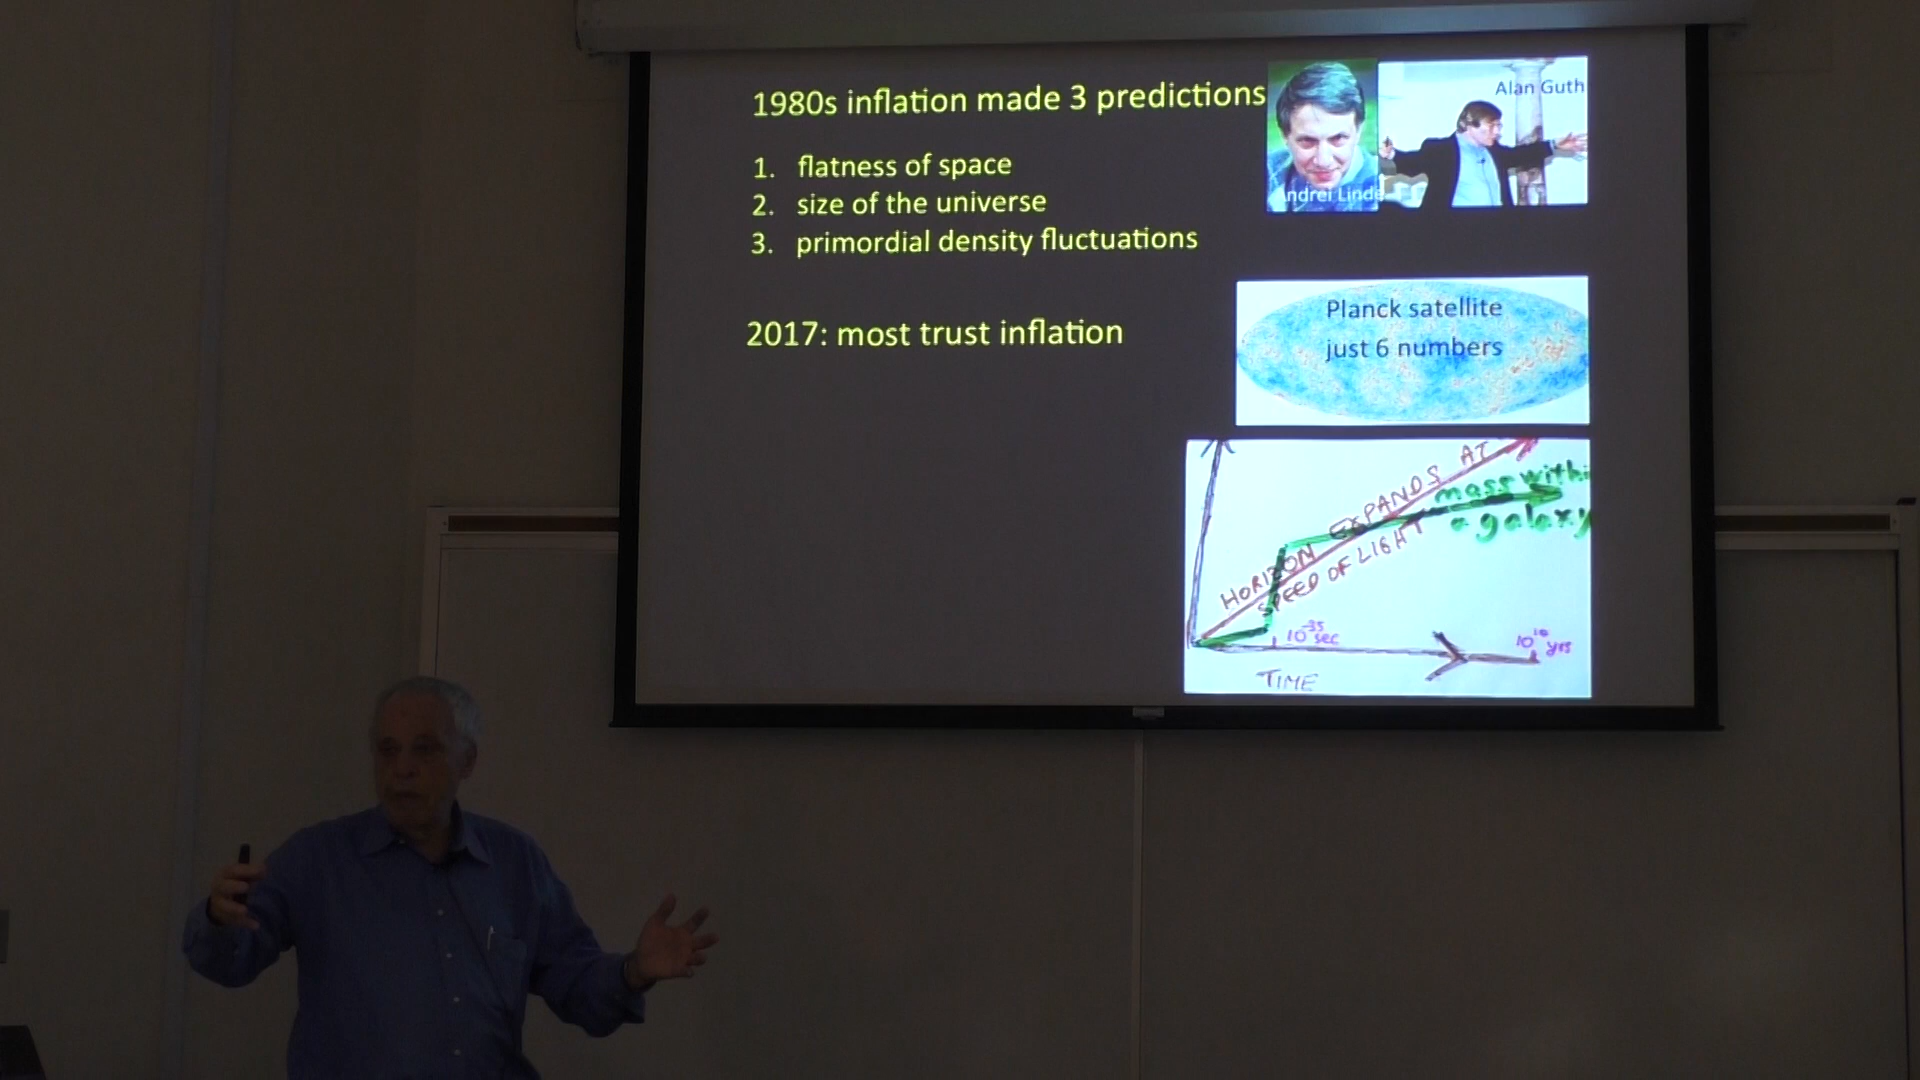 1980s inflation made 3 predictions
1. flatness of space
2. size of the universe
3. primordial density fluctuations
2017: most trust inflation
ndrei Linde
Alan Guth
Planck satellite
just 6 numbers
HORIZON EXPANDS AT
SPEED OF LIGHT
mass withi
a galaxy
10⁻³⁵ sec
10¹⁰ yrs
TIME